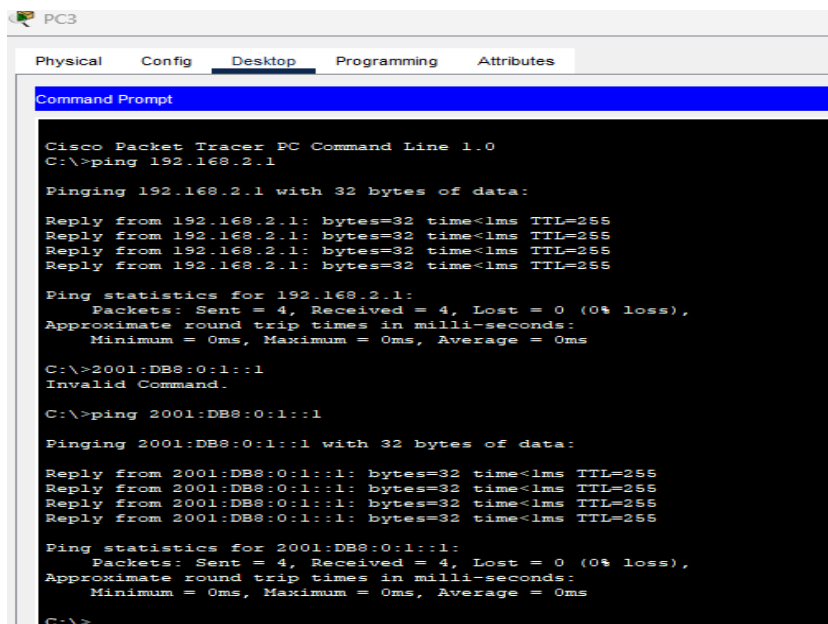 PC3
Physical Config Desktop Programming Attributes
Command Prompt
Cisco Packet Tracer PC Command Line 1.0
C:\>ping 192.168.2.1
Pinging 192.168.2.1 with 32 bytes of data:
Reply from 192.168.2.1: bytes=32 time<1ms TTL=255
Reply from 192.168.2.1: bytes=32 time<1ms TTL=255
Reply from 192.168.2.1: bytes=32 time<1ms TTL=255
Reply from 192.168.2.1: bytes=32 time<1ms TTL=255
Ping statistics for 192.168.2.1:
Packets: Sent = 4, Received = 4, Lost = 0 (0% loss),
Approximate round trip times in milli-seconds:
Minimum = 0ms, Maximum = 0ms, Average = 0ms
C:\>2001:DB8:0:1::1
Invalid Command.
C:\>ping 2001:DB8:0:1::1
Pinging 2001:DB8:0:1::1 with 32 bytes of data:
Reply from 2001:DB8:0:1::1: bytes=32 time<1ms TTL=255
Reply from 2001:DB8:0:1::1: bytes=32 time<1ms TTL=255
Reply from 2001:DB8:0:1::1: bytes=32 time<1ms TTL=255
Reply from 2001:DB8:0:1::1: bytes=32 time<1ms TTL=255
Ping statistics for 2001:DB8:0:1::1:
Packets: Sent = 4, Received = 4, Lost = 0 (0% loss),
Approximate round trip times in milli-seconds:
Minimum = 0ms, Maximum = 0ms, Average = 0ms
C:\>